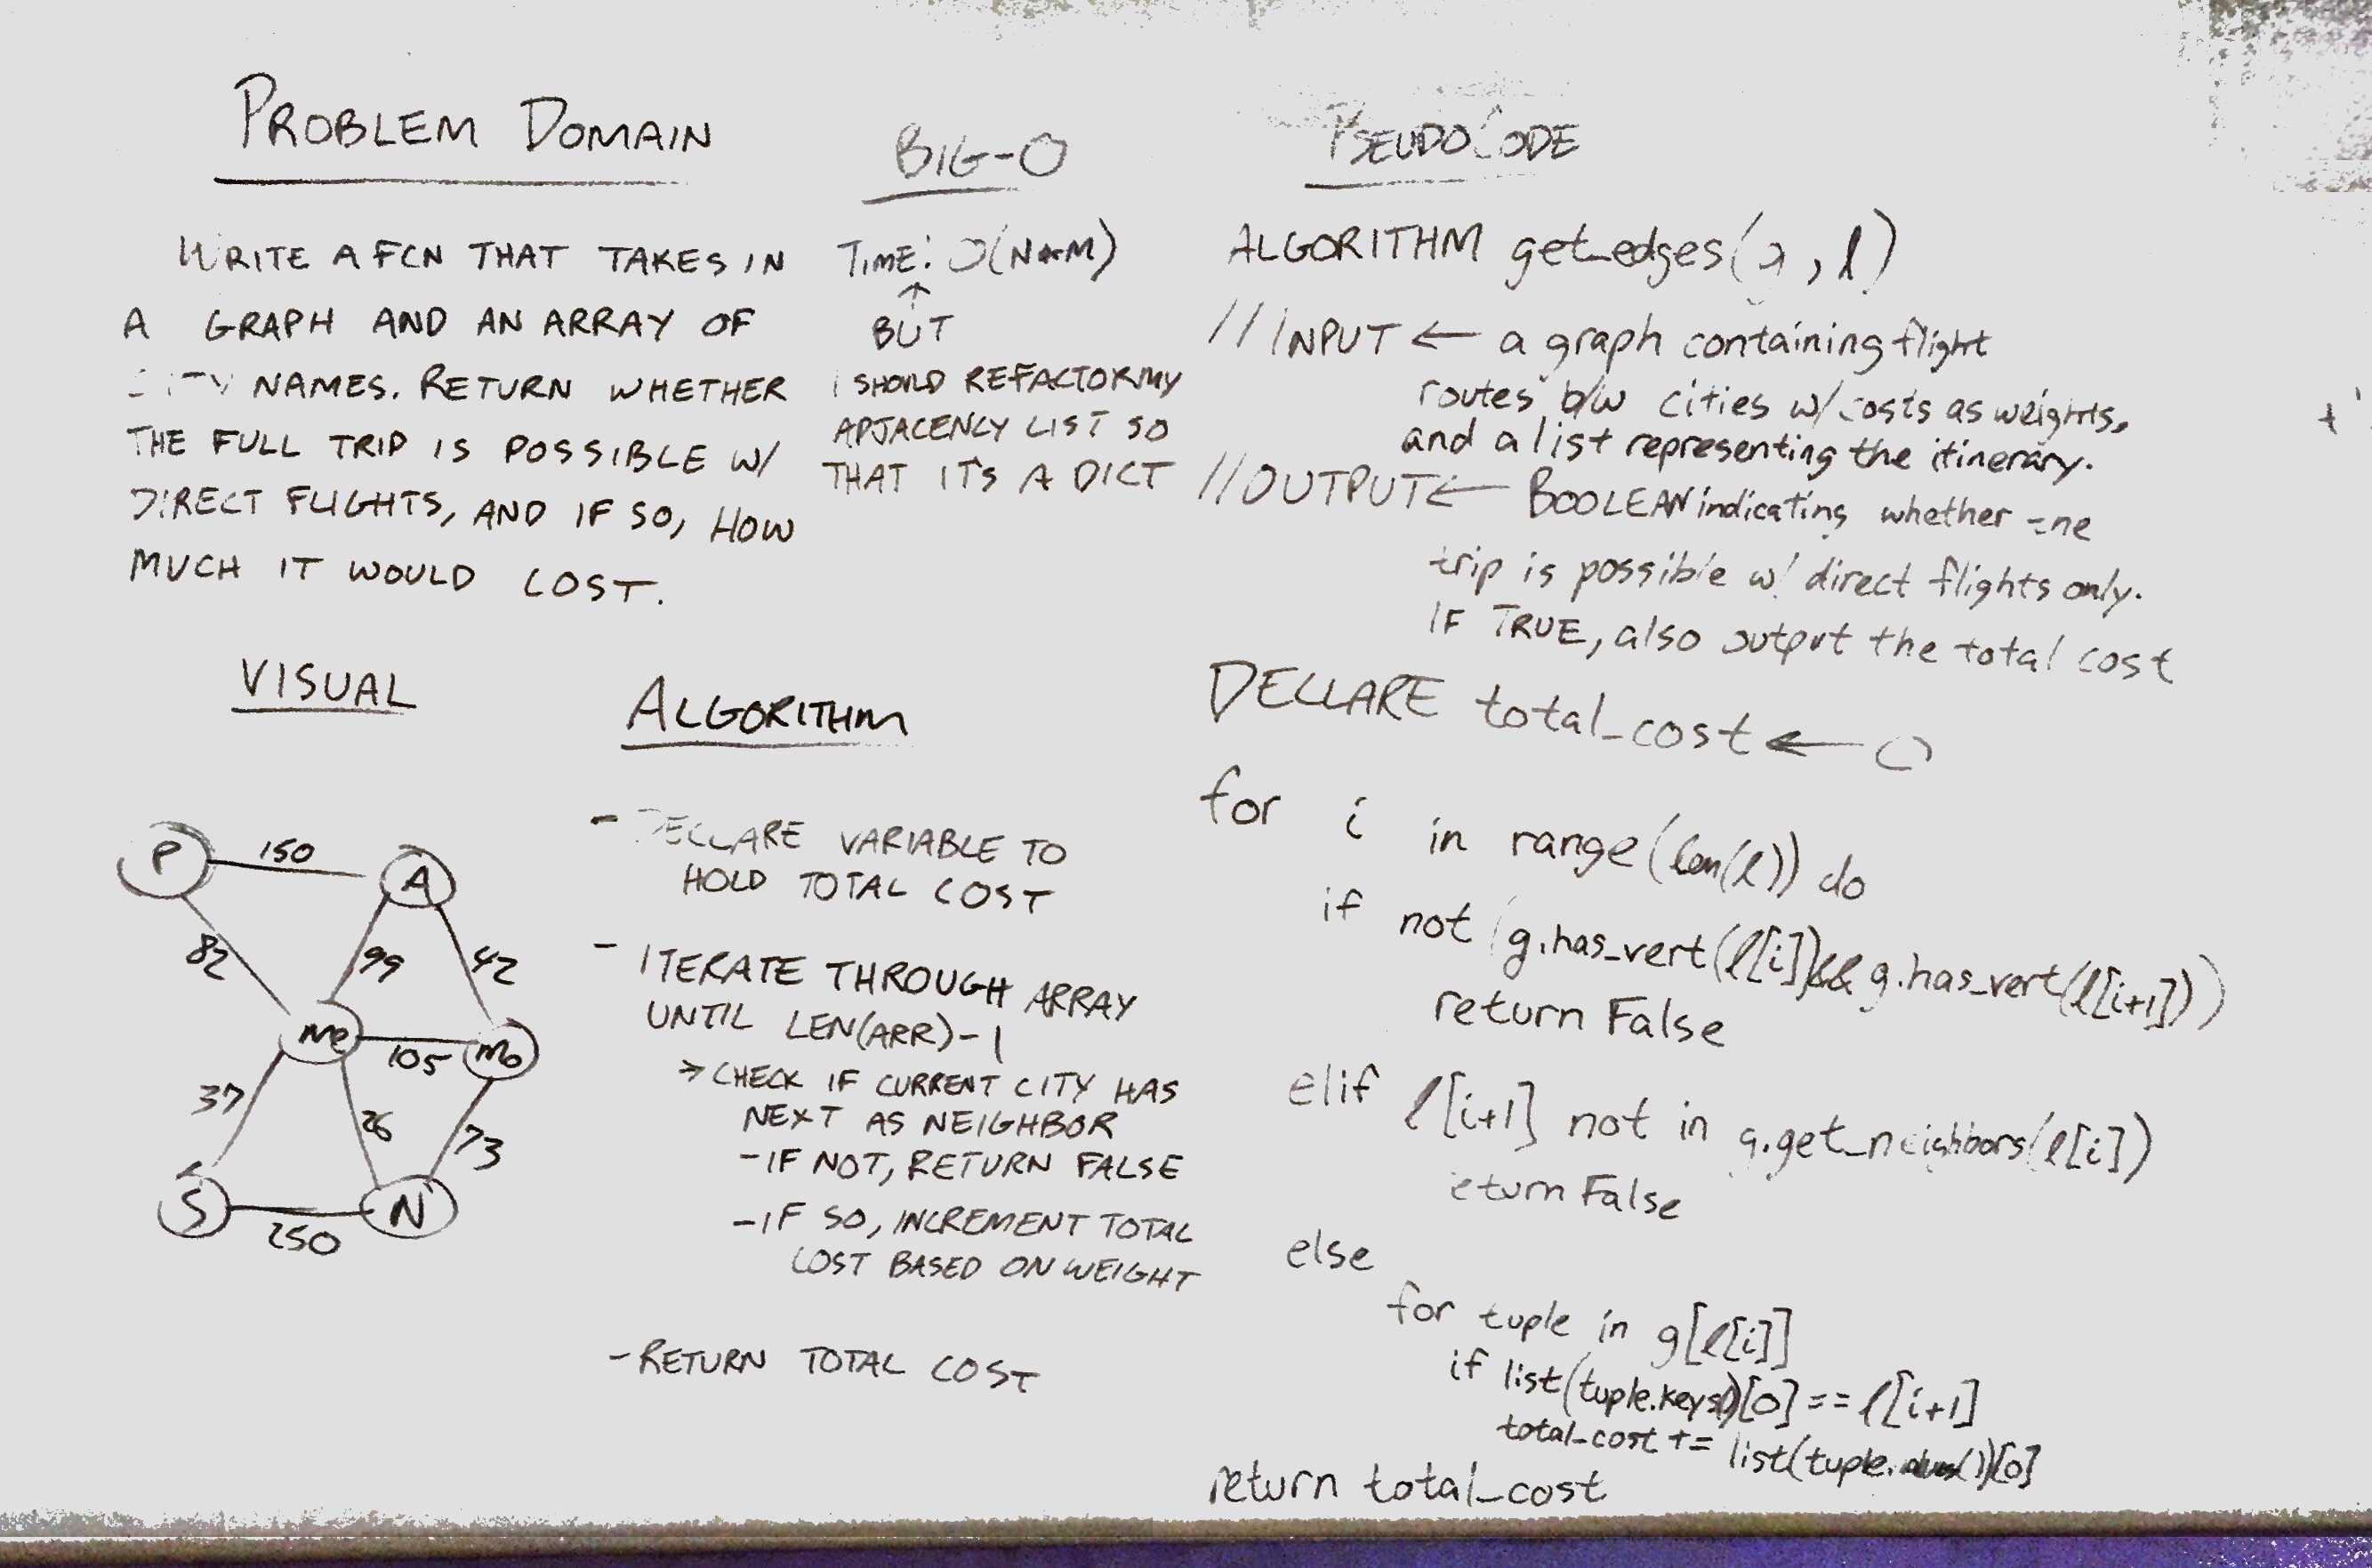 PROBLEM DOMAIN
WRITE A FCN THAT TAKES IN
A GRAPH AND AN ARRAY OF
CITY NAMES. RETURN WHETHER
THE FULL TRIP IS POSSIBLE W/
DIRECT FLIGHTS, AND IF SO, HOW
MUCH IT WOULD COST.
BIG-O
TIME: O(N*M)
↑
BUT
I SHOULD REFACTOR MY
ADJACENCY LIST SO
THAT IT'S A DICT
VISUAL
P
150
A
82
99
42
Me
105
Mo
37
26
73
S
250
N
ALGORITHM
- DECLARE VARIABLE TO
HOLD TOTAL COST
- ITERATE THROUGH ARRAY
UNTIL LEN(ARR)-1
→ CHECK IF CURRENT CITY HAS
NEXT AS NEIGHBOR
- IF NOT, RETURN FALSE
- IF SO, INCREMENT TOTAL
COST BASED ON WEIGHT
- RETURN TOTAL COST
PSEUDOCODE
ALGORITHM get_edges(g, l)
// INPUT ← a graph containing flight
routes b/w cities w/ costs as weights,
and a list representing the itinerary.
// OUTPUT ← BOOLEAN indicating whether the
trip is possible w/ direct flights only.
IF TRUE, also output the total cost
DECLARE total_cost ← 0
for i in range(len(l)) do
if not (g.has_vert(l[i]) && g.has_vert(l[i+1]))
return False
elif l[i+1] not in g.get_neighbors(l[i])
return False
else
for tuple in g[l[i]]
if list(tuple.keys())[0] == l[i+1]
total_cost += list(tuple. ())[0]
return total_cost